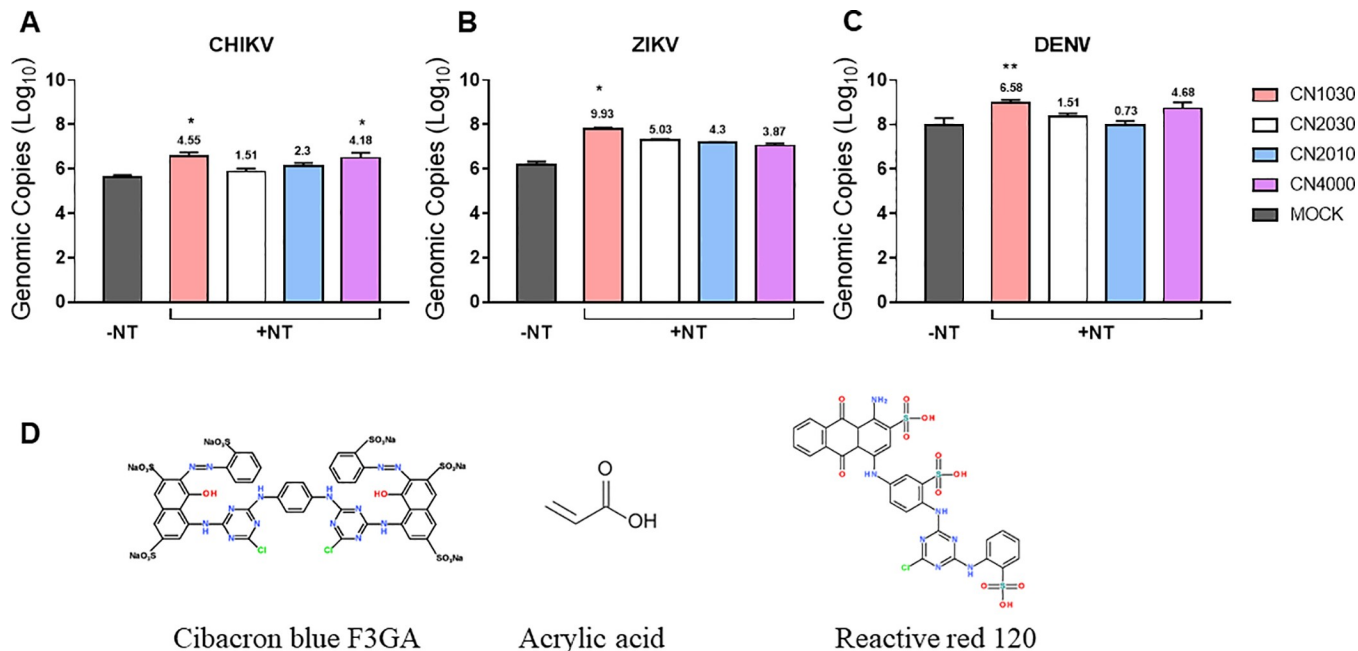 A
CHIKV
Genomic Copies (Log10)
10
8
6
4
2
0
*
4.55
1.51
2.3
*
4.18
-NT
+NT
B
ZIKV
Genomic Copies (Log10)
10
8
6
4
2
0
*
9.93
5.03
4.3
3.87
-NT
+NT
C
DENV
Genomic Copies (Log10)
10
8
6
4
2
0
**
6.58
1.51
0.73
4.68
-NT
+NT
CN1030
CN2030
CN2010
CN4000
MOCK
D
NaO3S
SO3Na
NaO3S
N=N
OH
N
H
N
N
N
Cl
N
H
H
N
N
N
N
Cl
N
H
HO
N=N
SO3Na
SO3Na
NaO3S
SO3Na
Cibacron blue F3GA
O
OH
Acrylic acid
O
NH2
O
S
OH
O
O
NH
O
S
OH
O
NH
N
N
N
Cl
N
H
O
S
O
OH
Reactive red 120